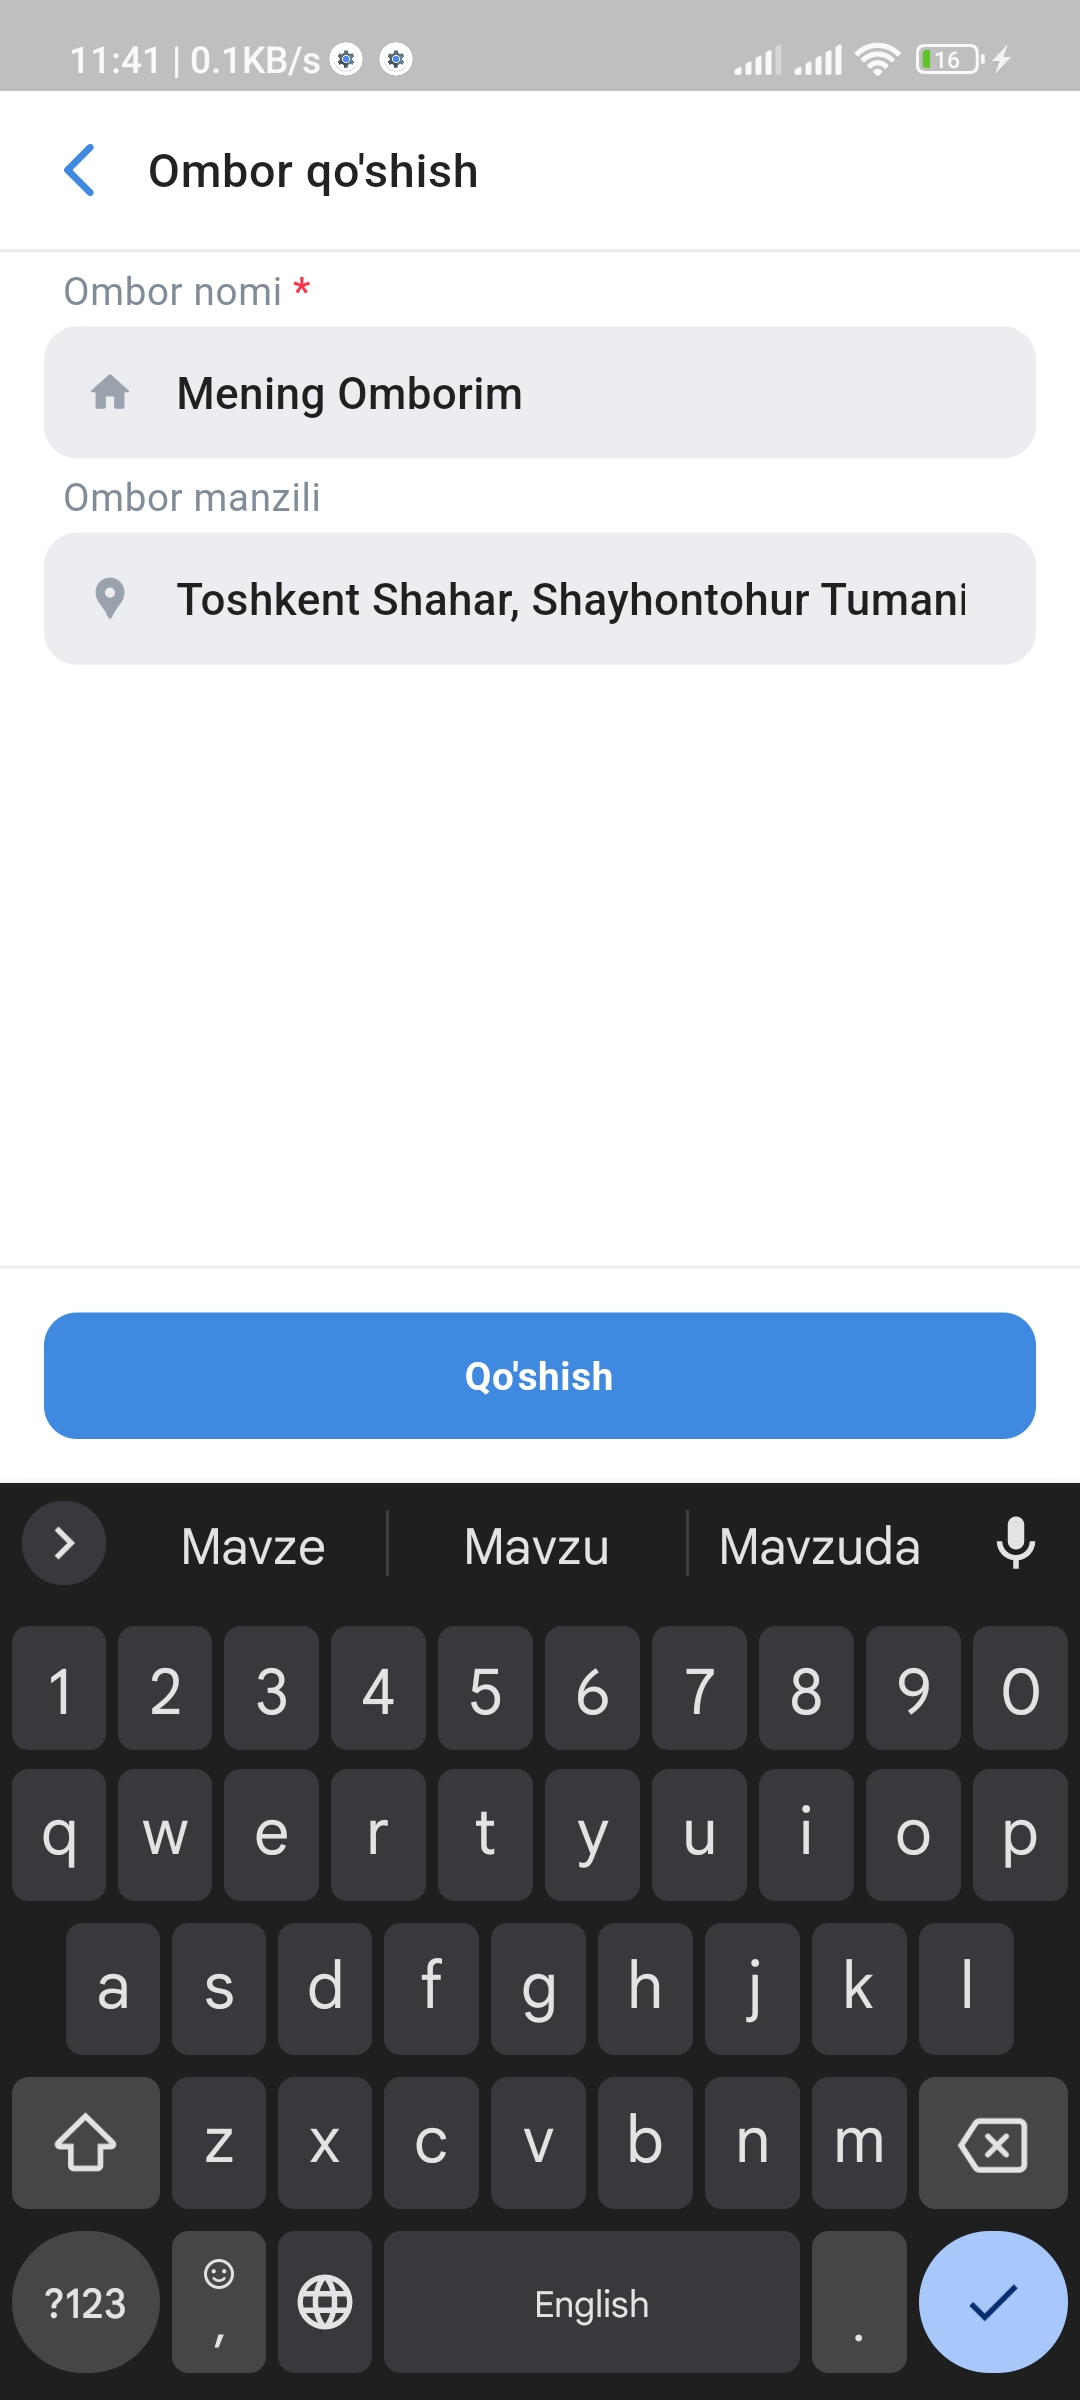 11:41 | 0.1KB/s 16
Ombor qo'shish
Ombor nomi *
Mening Omborim
Ombor manzili
Toshkent Shahar, Shayhontohur Tumani
Qo'shish
Mavze Mavzu Mavzuda
1 2 3 4 5 6 7 8 9 0
q w e r t y u i o p
a s d f g h j k l
z x c v b n m
?123 , English .